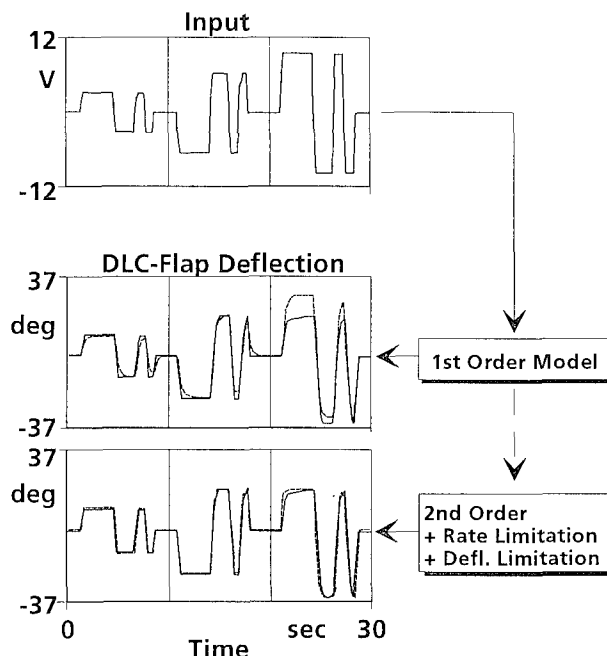 Input
12
V
-12
DLC-Flap Deflection
37
deg
-37
1st Order Model
37
deg
-37
2nd Order
+ Rate Limitation
+ Defl. Limitation
0
sec
30
Time